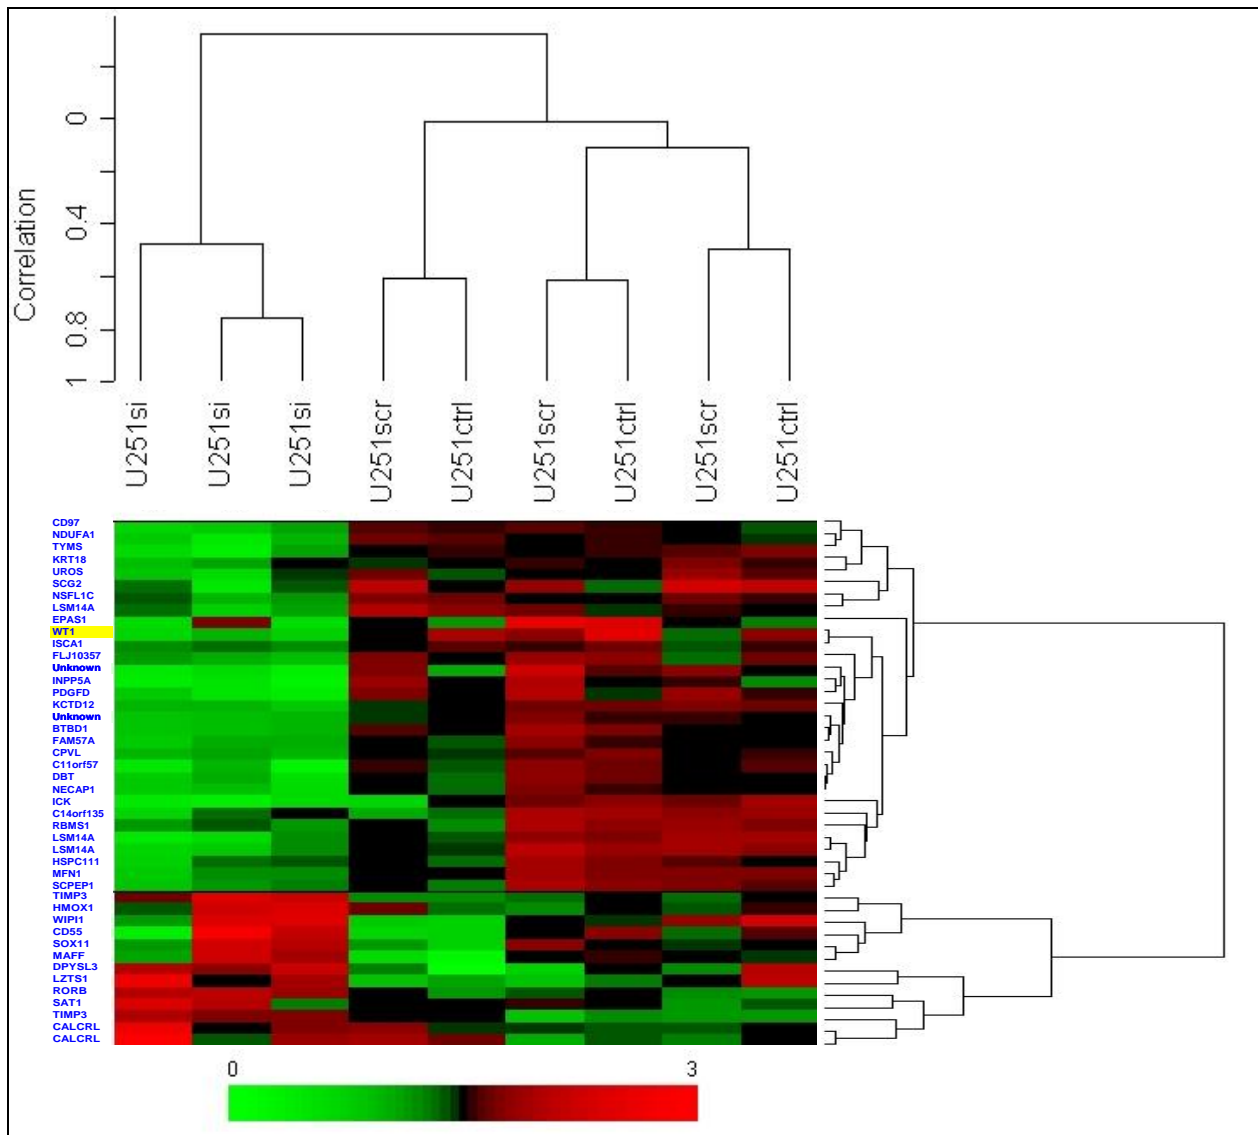 Correlation
0
0.4
0.8
1
U251si
U251si
U251si
U251scr
U251ctrl
U251scr
U251ctrl
U251scr
U251ctrl
CD97
NDUFA1
TYMS
KRT18
UROS
SCG2
NSFL1C
LSM14A
EPAS1
WT1
ISCA1
FLJ10357
Unknown
INPP5A
PDGFD
KCTD12
Unknown
BTBD1
FAM57A
CPVL
C11orf57
DBT
NECAP1
ICK
C14orf135
RBMS1
LSM14A
LSM14A
HSPC111
MFN1
SCPEP1
TIMP3
HMOX1
WIPI1
CD55
SOX11
MAFF
DPYSL3
LZTS1
RORB
SAT1
TIMP3
CALCRL
CALCRL
0
3